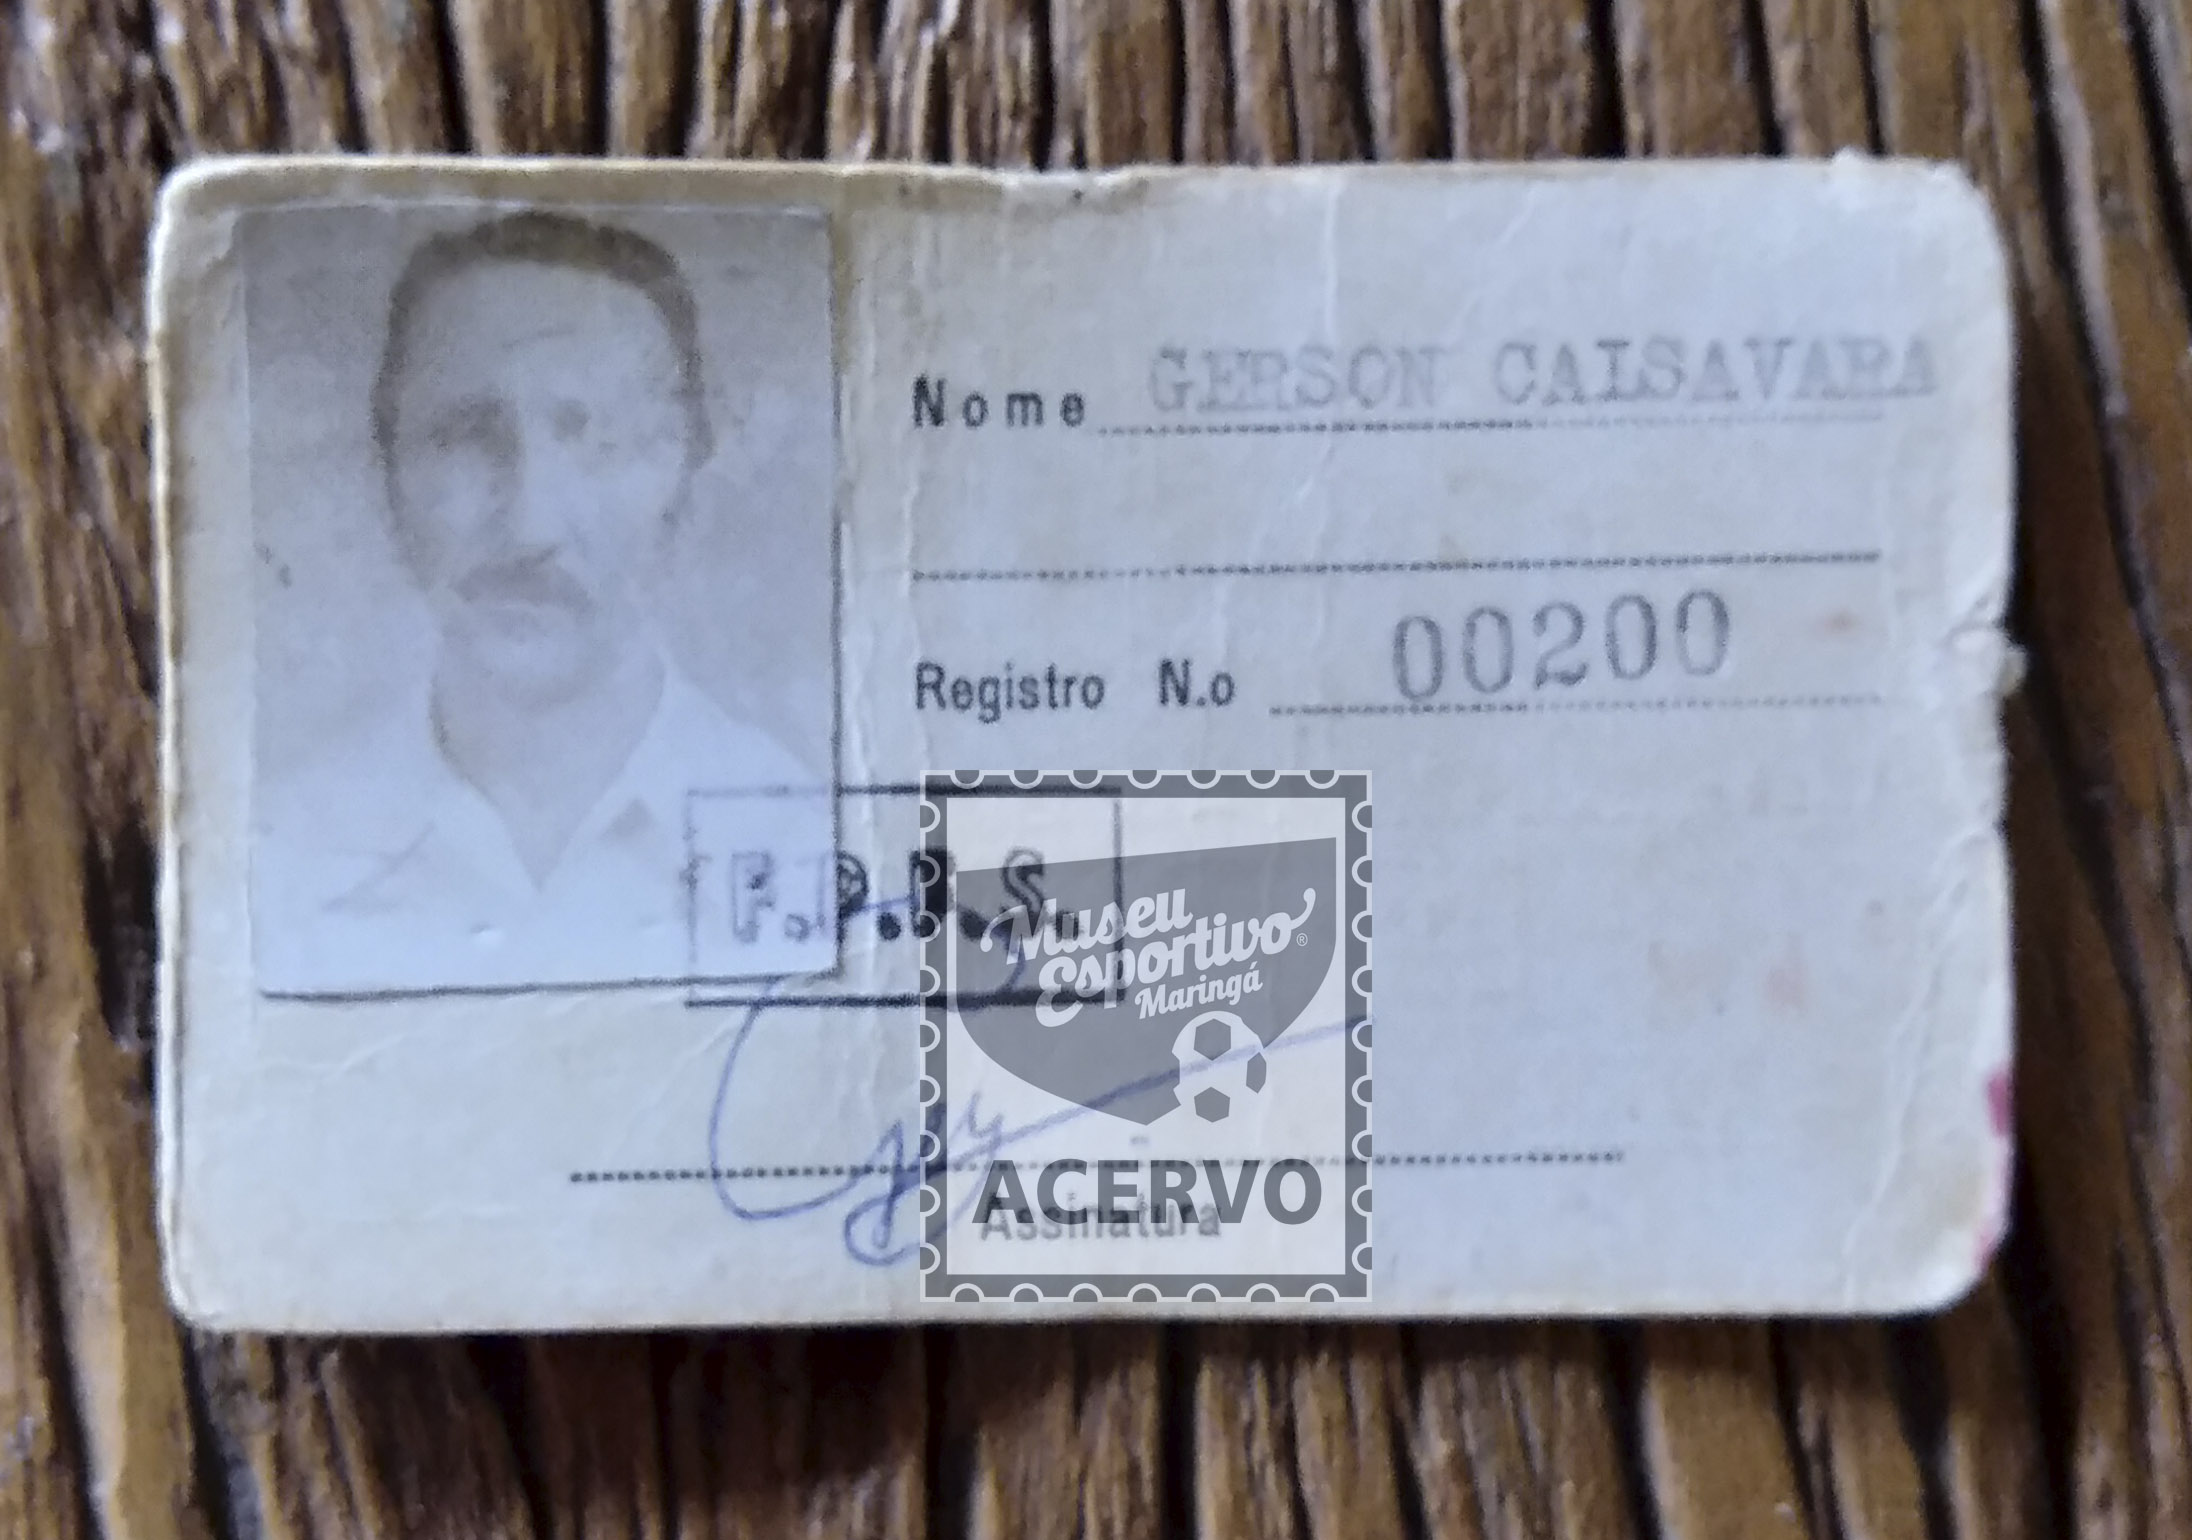 Nome GERSON CALSAVARA
Registro N.o 00200
F.P.D.S.
Museu
Esportivo®
Maringá
ACERVO
Assinatura